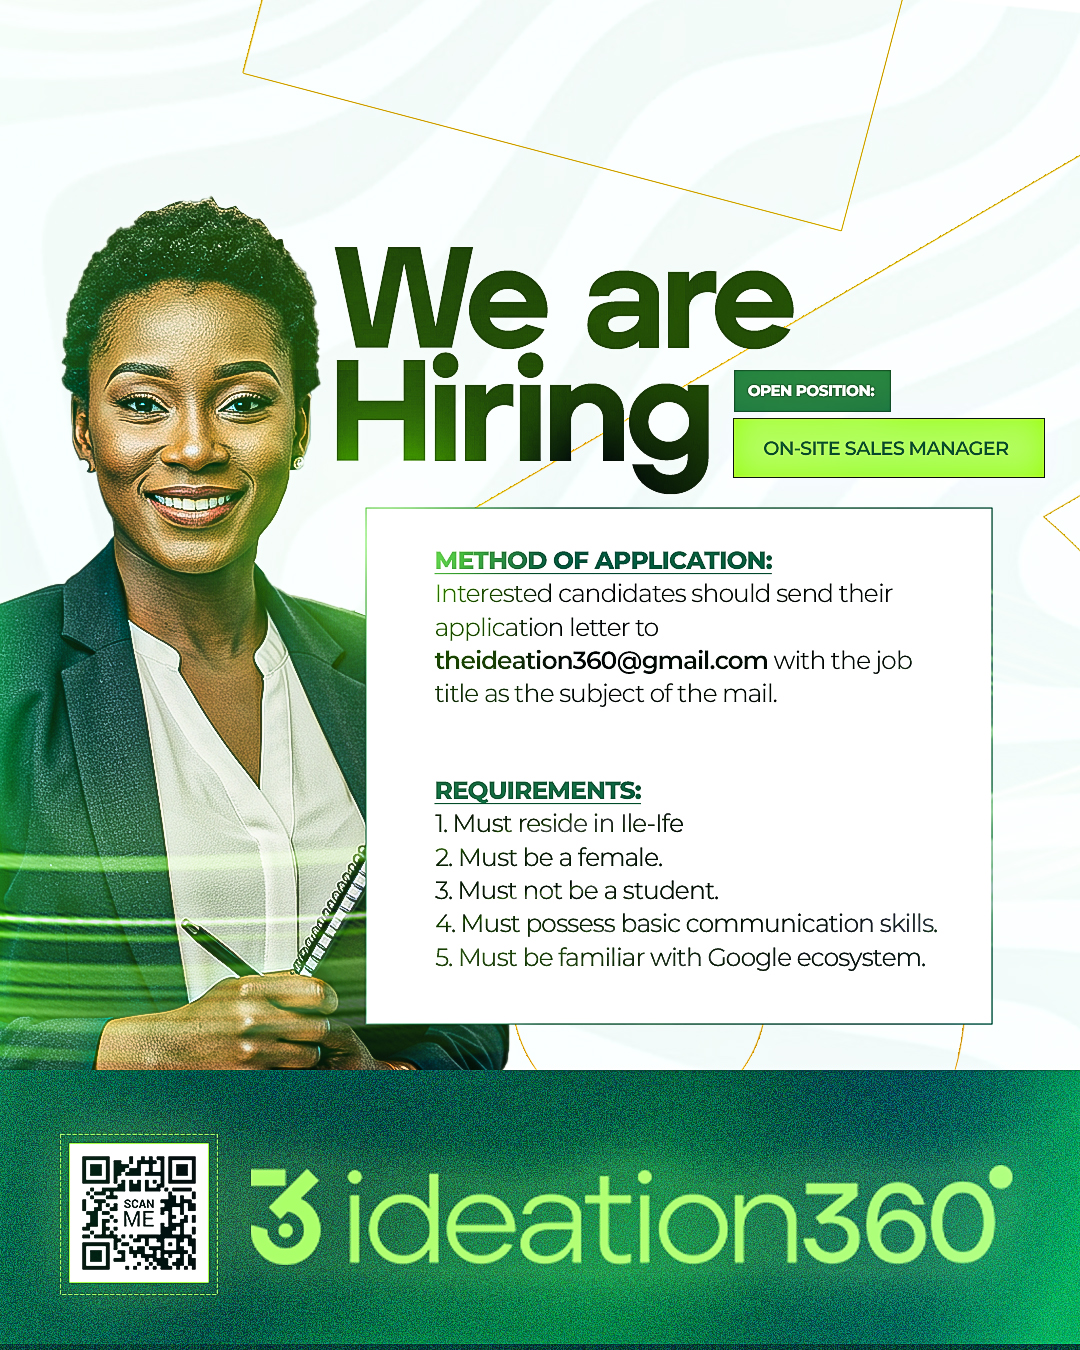 We are
Hiring
OPEN POSITION:
ON-SITE SALES MANAGER
METHOD OF APPLICATION:
Interested candidates should send their
application letter to
theideation360@gmail.com with the job
title as the subject of the mail.
REQUIREMENTS:
1. Must reside in Ile-Ife
2. Must be a female.
3. Must not be a student.
4. Must possess basic communication skills.
5. Must be familiar with Google ecosystem.
SCAN
ME
ideation360